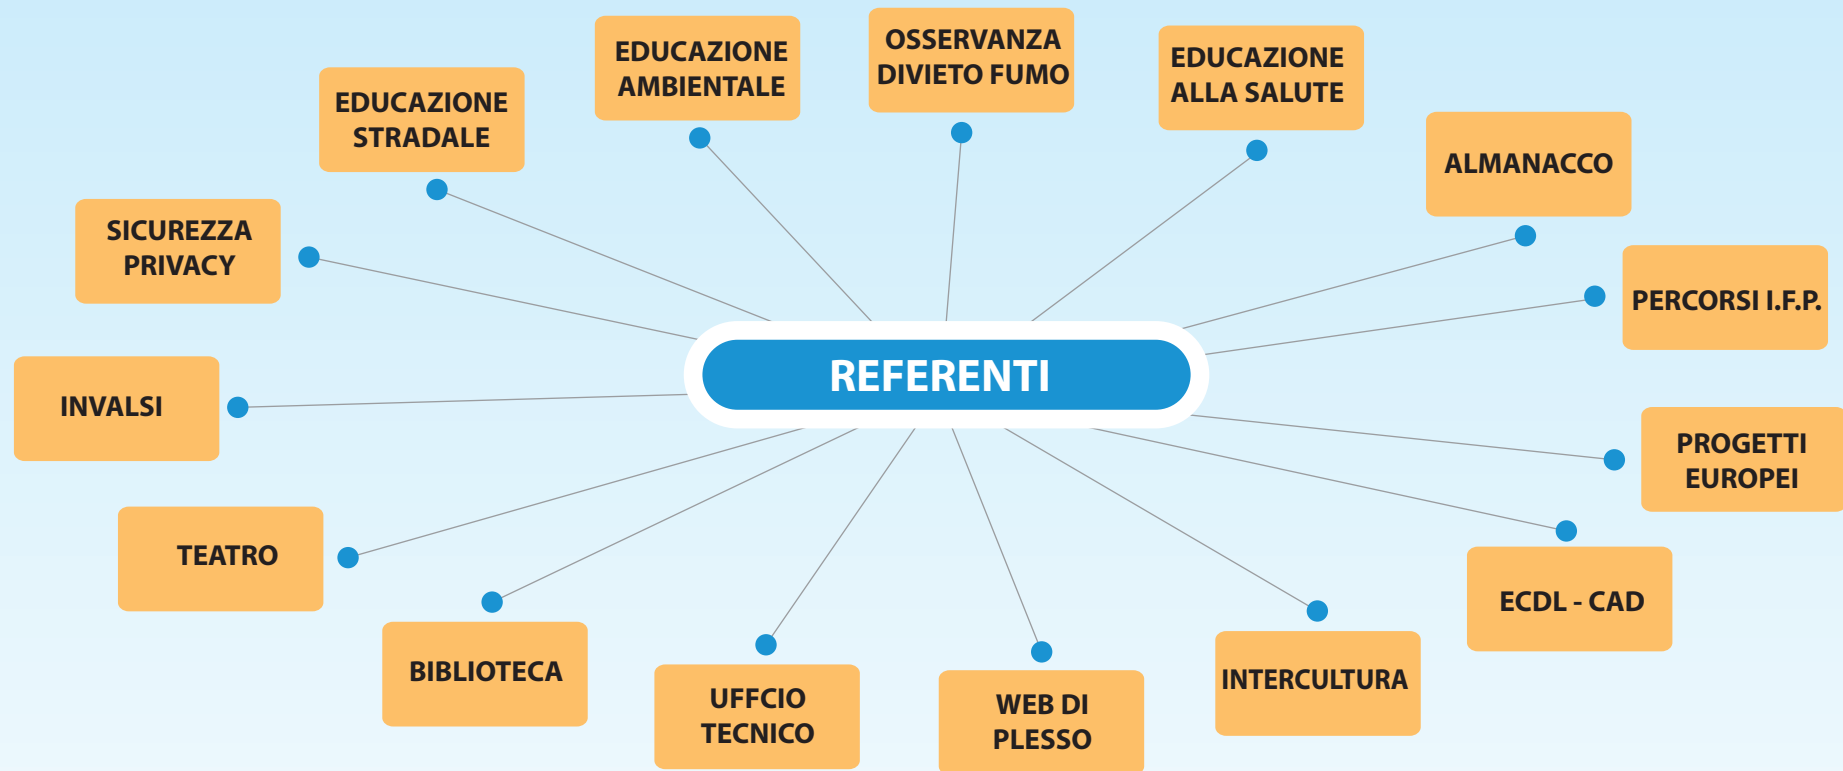 OSSERVANZA
DIVIETO FUMO
EDUCAZIONE
AMBIENTALE
EDUCAZIONE
ALLA SALUTE
EDUCAZIONE
STRADALE
ALMANACCO
SICUREZZA
PRIVACY
PERCORSI I.F.P.
REFERENTI
INVALSI
PROGETTI
EUROPEI
TEATRO
ECDL - CAD
BIBLIOTECA
INTERCULTURA
UFFCIO
TECNICO
WEB DI
PLESSO